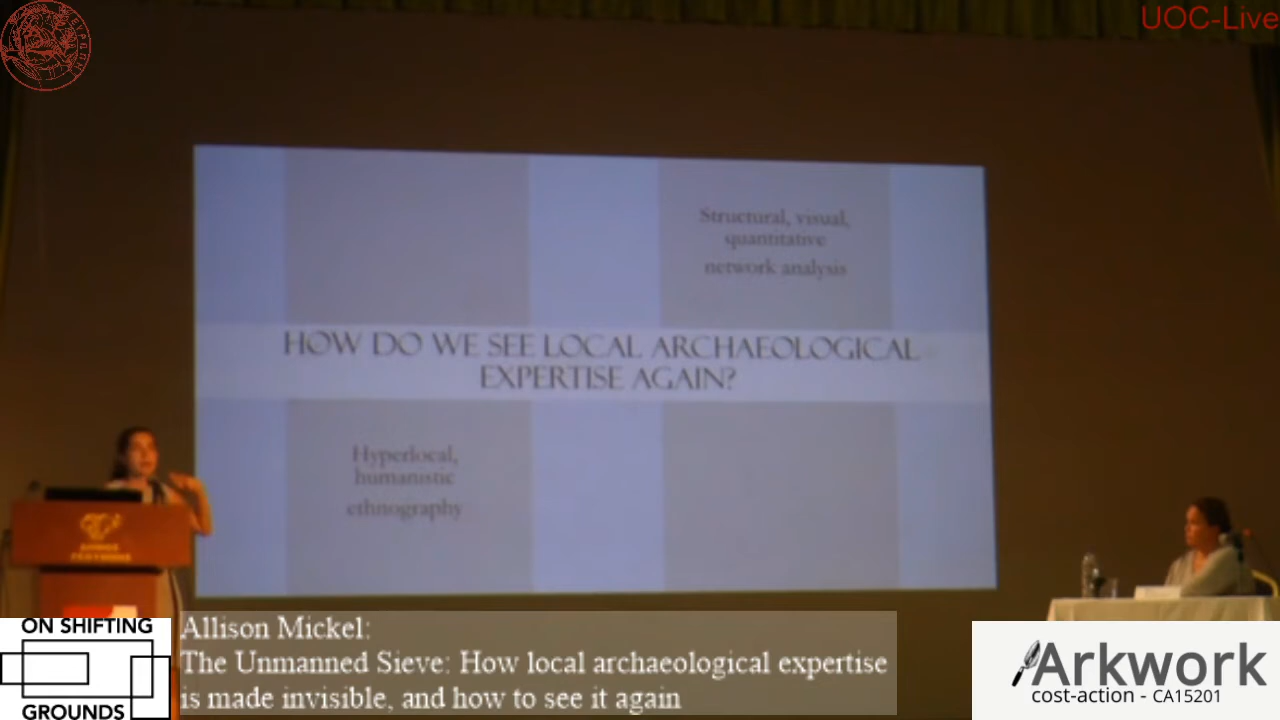 UOC-Live
Structural, visual,
quantitative
network analysis
HOW DO WE SEE LOCAL ARCHAEOLOGICAL
EXPERTISE AGAIN?
Hyperlocal,
humanistic
ethnography
ON SHIFTING
GROUNDS
Allison Mickel:
The Unmanned Sieve: How local archaeological expertise
is made invisible, and how to see it again
Arkwork
cost-action - CA15201